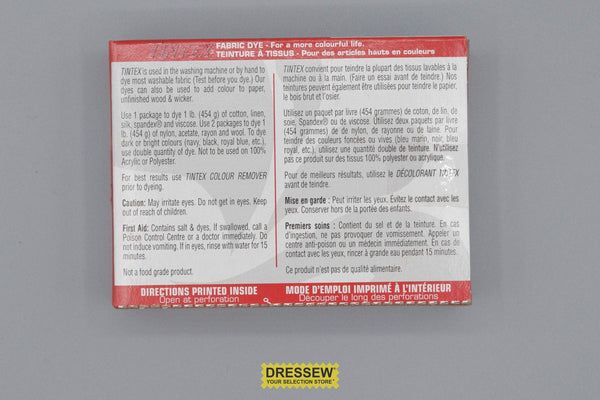 TINTEX
FABRIC DYE - For a more colourful life.
TEINTURE À TISSUS - Pour des articles hauts en couleurs
TINTEX is used in the washing machine or by hand to
dye most washable fabric (Test before you dye.) Our
dyes can also be used to add colour to paper,
unfinished wood & wicker.
Use 1 package to dye 1 lb. (454 g) of cotton, linen,
silk, spandex® and viscose. Use 2 packages to dye 1
lb. (454 g) of nylon, acetate, rayon and wool. To dye
dark or bright colours (navy, black, royal blue, etc.),
use double quantity of dye. Not to be used on 100%
Acrylic or Polyester.
For best results use TINTEX COLOUR REMOVER
prior to dyeing.
Caution: May irritate eyes. Do not get in eyes. Keep
out of reach of children.
First Aid: Contains salt & dyes. If swallowed, call a
Poison Control Centre or a doctor immediately. Do
not induce vomiting. If in eyes, rinse with water for 15
minutes.
Not a food grade product.
TINTEX convient pour teindre la plupart des tissus lavables à la
machine ou à la main. (Faire un essai avant de teindre.) Nos
teintures peuvent également être utilisées pour teindre le papier,
le bois brut et l'osier.
Utilisez un paquet par livre (454 grammes) de coton, de lin, de
soie, Spandex® ou de viscose. Utilisez deux paquets par livre
(454 grammes) de nylon, de rayonne ou de laine. Pour teindre
des couleurs foncées ou vives (bleu marin, noir, bleu
royal, etc.), utilisez une quantité double de teinture. N'utilisez
pas ce produit sur des tissus 100% polyester ou acrylique.
Pour de meilleurs résultats, utilisez le DÉCOLORANT TINTEX
avant de teindre.
Mise en garde : Peut irriter les yeux. Évitez le contact avec les
yeux. Conserver hors de la portée des enfants.
Premiers soins : Contient du sel et de la teinture. En cas
d'ingestion, ne pas provoquer de vomissement. Appeler un
centre anti-poison ou un médecin immédiatement. En cas de
contact avec les yeux, rincer à grande eau pendant 15 minutes.
Ce produit n'est pas de qualité alimentaire.
DIRECTIONS PRINTED INSIDE
Open at perforation
MODE D'EMPLOI IMPRIMÉ À L'INTÉRIEUR
Découper le long des perforations
DRESSEW
YOUR SELECTION STORE